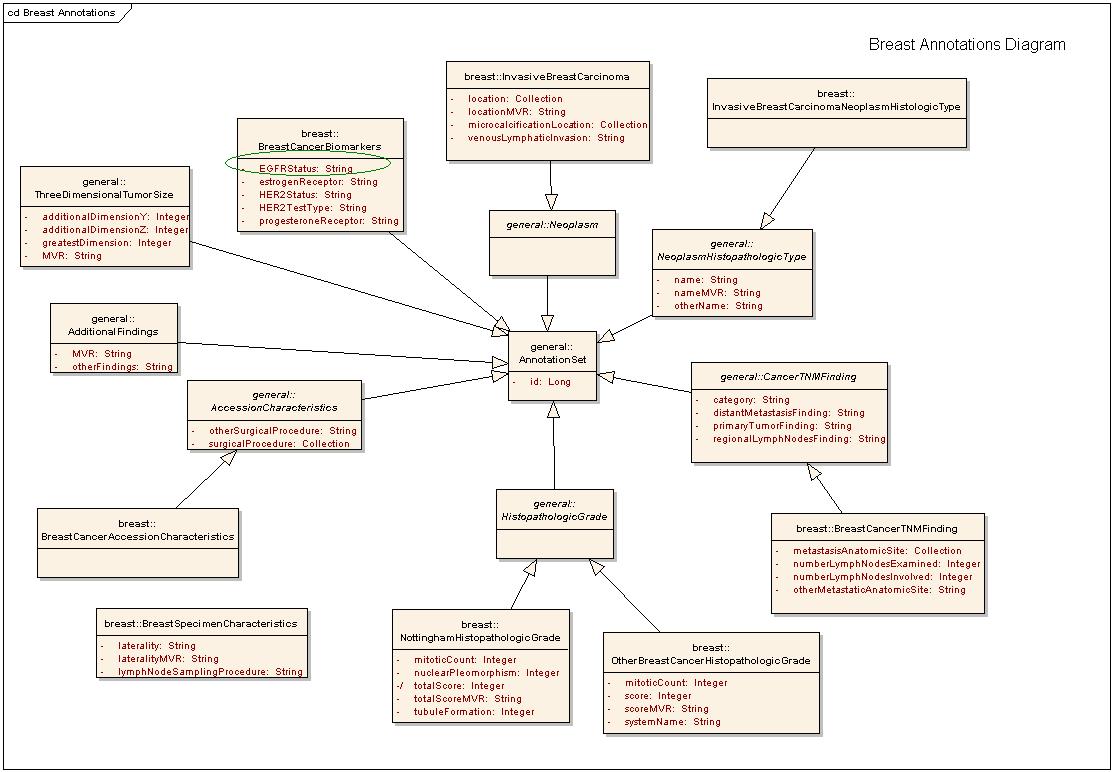 cd Breast Annotations
Breast Annotations Diagram
breast::InvasiveBreastCarcinoma
- location: Collection
- locationMVR: String
- microcalcificationLocation: Collection
- venousLymphaticInvasion: String
breast::
InvasiveBreastCarcinomaNeoplasmHistologicType
breast::
BreastCancerBiomarkers
- EGFRStatus: String
- estrogenReceptor: String
- HER2Status: String
- HER2TestType: String
- progesteroneReceptor: String
general::
ThreeDimensionalTumorSize
- additionalDimensionY: Integer
- additionalDimensionZ: Integer
- greatestDimension: Integer
- MVR: String
general::Neoplasm
general::
NeoplasmHistopathologicType
- name: String
- nameMVR: String
- otherName: String
general::
AdditionalFindings
- MVR: String
- otherFindings: String
general::
AnnotationSet
- id: Long
general::
AccessionCharacteristics
- otherSurgicalProcedure: String
- surgicalProcedure: Collection
general::CancerTNMFinding
- category: String
- distantMetastasisFinding: String
- primaryTumorFinding: String
- regionalLymphNodesFinding: String
breast::
BreastCancerAccessionCharacteristics
general::
HistopathologicGrade
breast::BreastCancerTNMFinding
- metastasisAnatomicSite: Collection
- numberLymphNodesExamined: Integer
- numberLymphNodesInvolved: Integer
- otherMetastaticAnatomicSite: String
breast::BreastSpecimenCharacteristics
- laterality: String
- lateralityMVR: String
- lymphNodeSamplingProcedure: String
breast::
NottinghamHistopathologicGrade
- mitoticCount: Integer
- nuclearPleomorphism: Integer
-/ totalScore: Integer
- totalScoreMVR: String
- tubuleFormation: Integer
breast::
OtherBreastCancerHistopathologicGrade
- mitoticCount: Integer
- score: Integer
- scoreMVR: String
- systemName: String